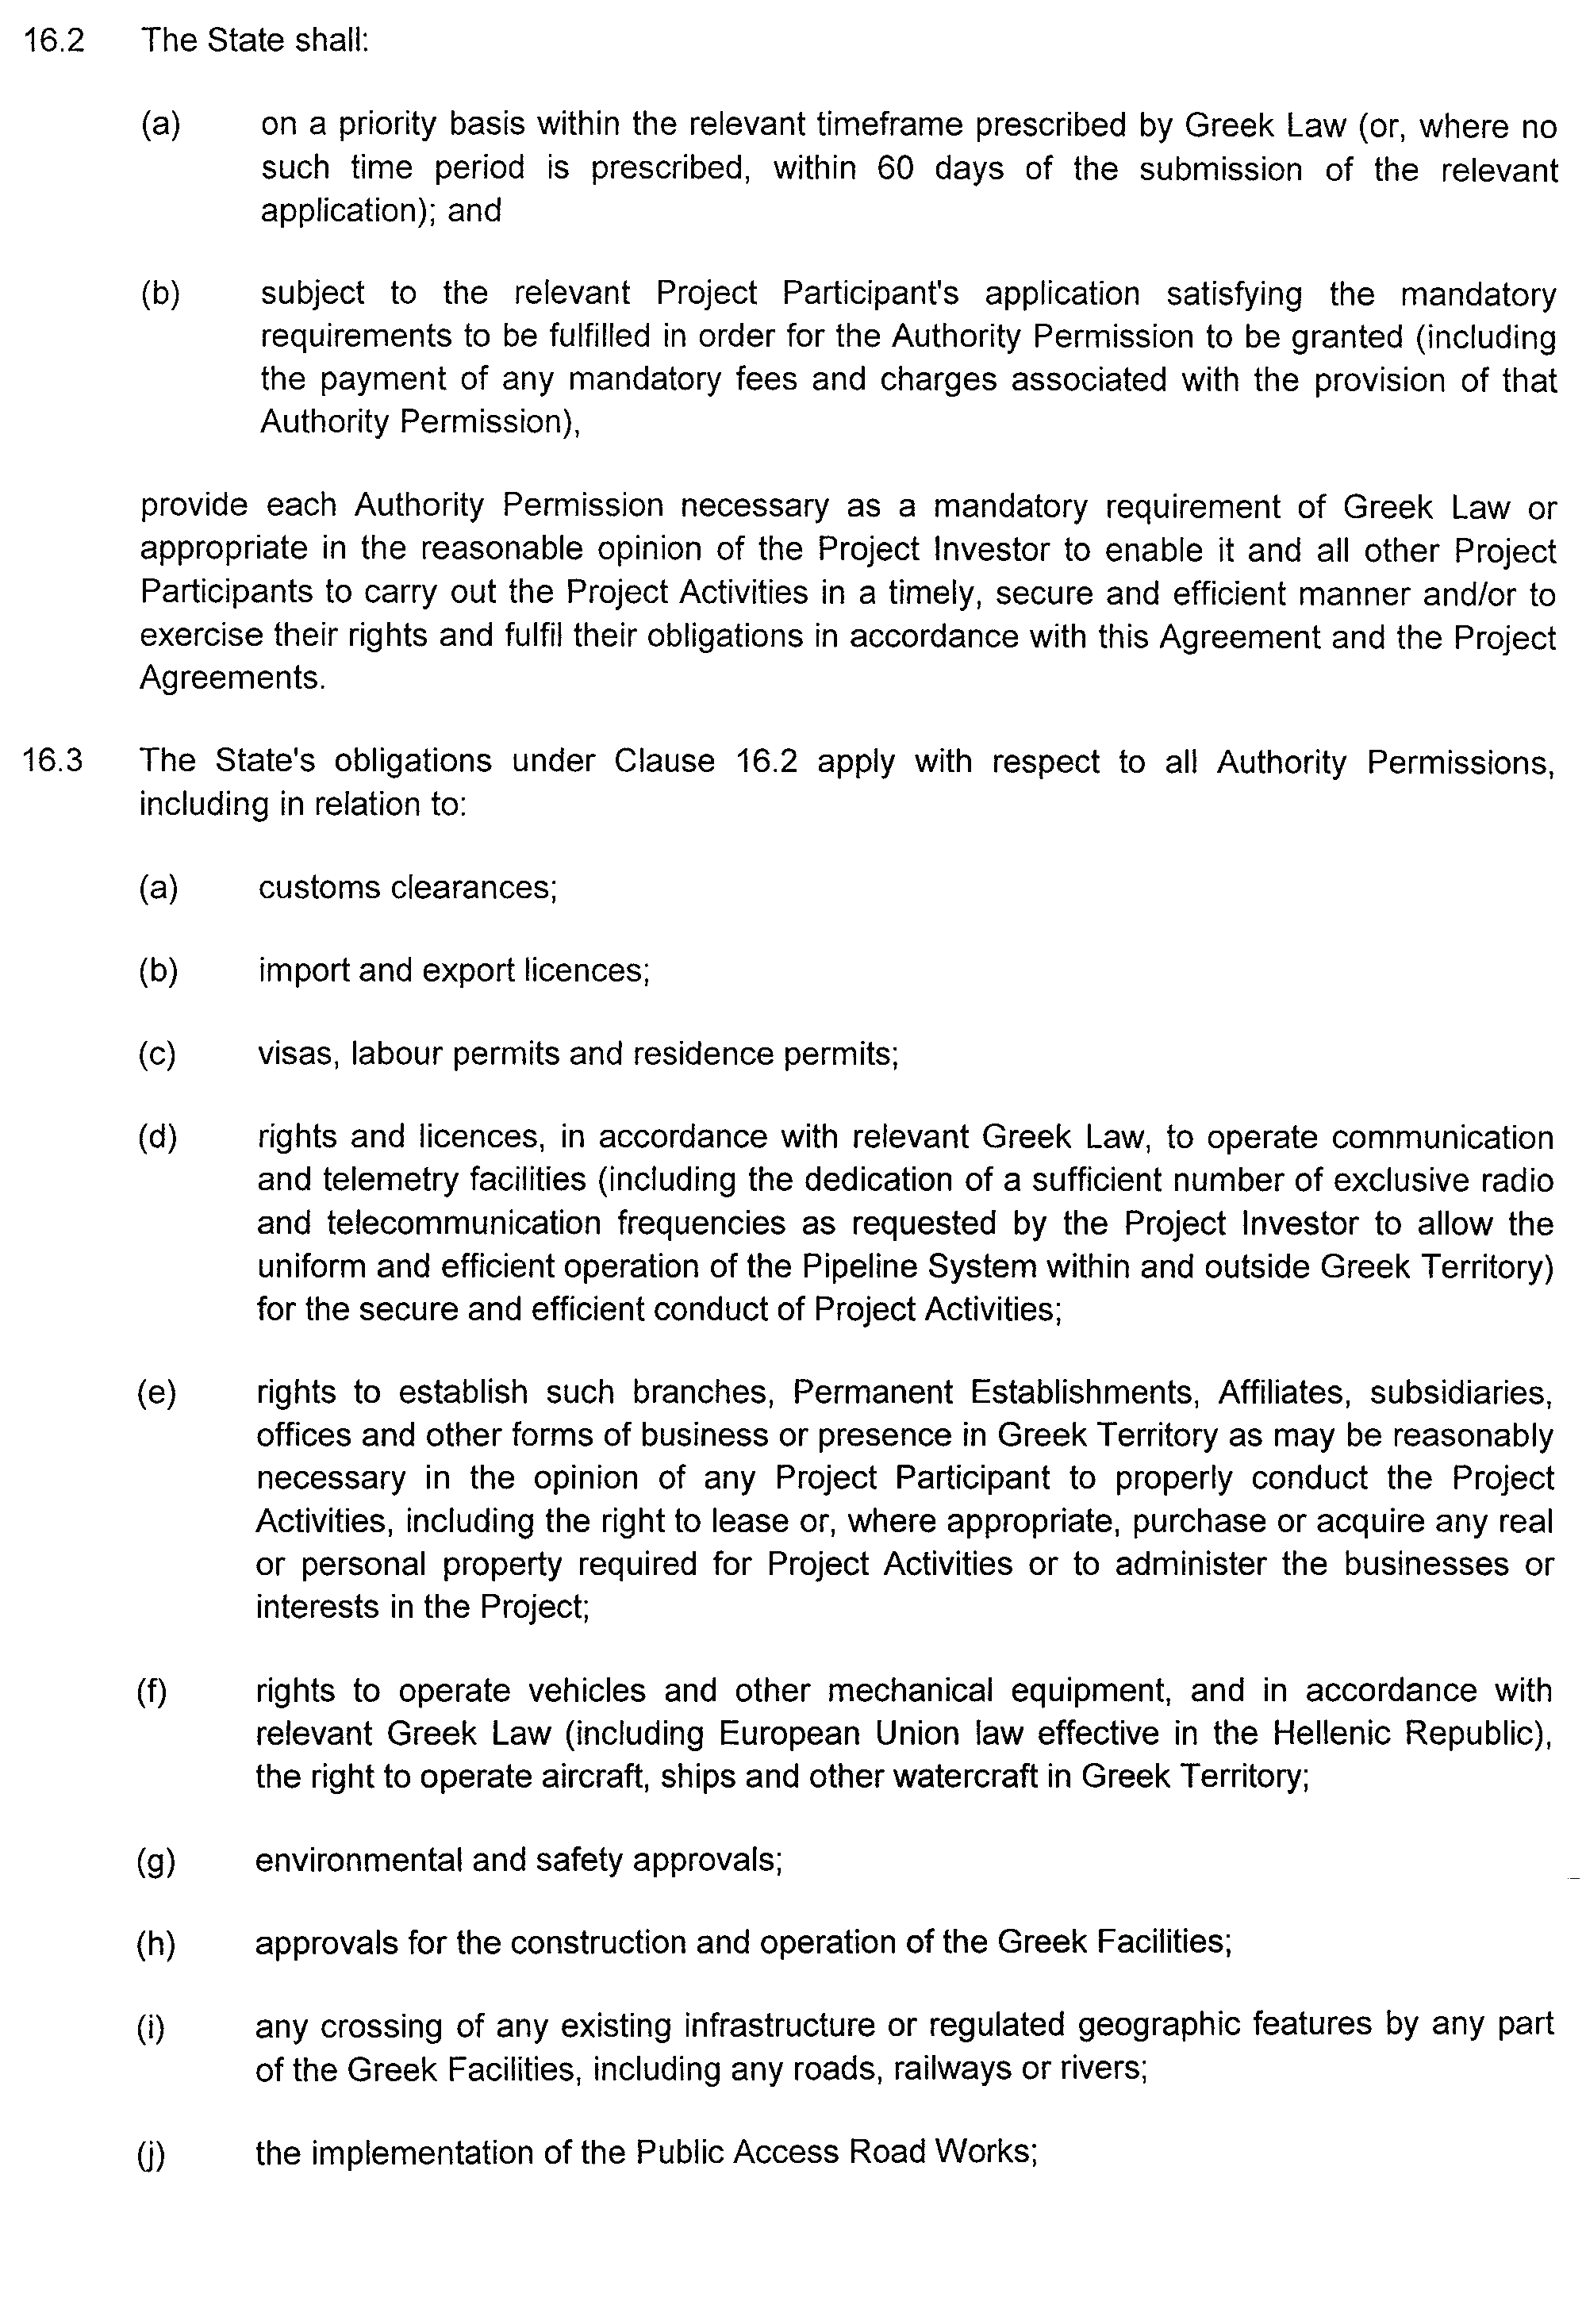 16.2 The State shall:
(a) on a priority basis within the relevant timeframe prescribed by Greek Law (or, where no
such time period is prescribed, within 60 days of the submission of the relevant
application); and
(b) subject to the relevant Project Participant's application satisfying the mandatory
requirements to be fulfilled in order for the Authority Permission to be granted (including
the payment of any mandatory fees and charges associated with the provision of that
Authority Permission),
provide each Authority Permission necessary as a mandatory requirement of Greek Law or
appropriate in the reasonable opinion of the Project Investor to enable it and all other Project
Participants to carry out the Project Activities in a timely, secure and efficient manner and/or to
exercise their rights and fulfil their obligations in accordance with this Agreement and the Project
Agreements.
16.3 The State's obligations under Clause 16.2 apply with respect to all Authority Permissions,
including in relation to:
(a) customs clearances;
(b) import and export licences;
(c) visas, labour permits and residence permits;
(d) rights and licences, in accordance with relevant Greek Law, to operate communication
and telemetry facilities (including the dedication of a sufficient number of exclusive radio
and telecommunication frequencies as requested by the Project Investor to allow the
uniform and efficient operation of the Pipeline System within and outside Greek Territory)
for the secure and efficient conduct of Project Activities;
(e) rights to establish such branches, Permanent Establishments, Affiliates, subsidiaries,
offices and other forms of business or presence in Greek Territory as may be reasonably
necessary in the opinion of any Project Participant to properly conduct the Project
Activities, including the right to lease or, where appropriate, purchase or acquire any real
or personal property required for Project Activities or to administer the businesses or
interests in the Project;
(f) rights to operate vehicles and other mechanical equipment, and in accordance with
relevant Greek Law (including European Union law effective in the Hellenic Republic),
the right to operate aircraft, ships and other watercraft in Greek Territory;
(g) environmental and safety approvals;
(h) approvals for the construction and operation of the Greek Facilities;
(i) any crossing of any existing infrastructure or regulated geographic features by any part
of the Greek Facilities, including any roads, railways or rivers;
(j) the implementation of the Public Access Road Works;